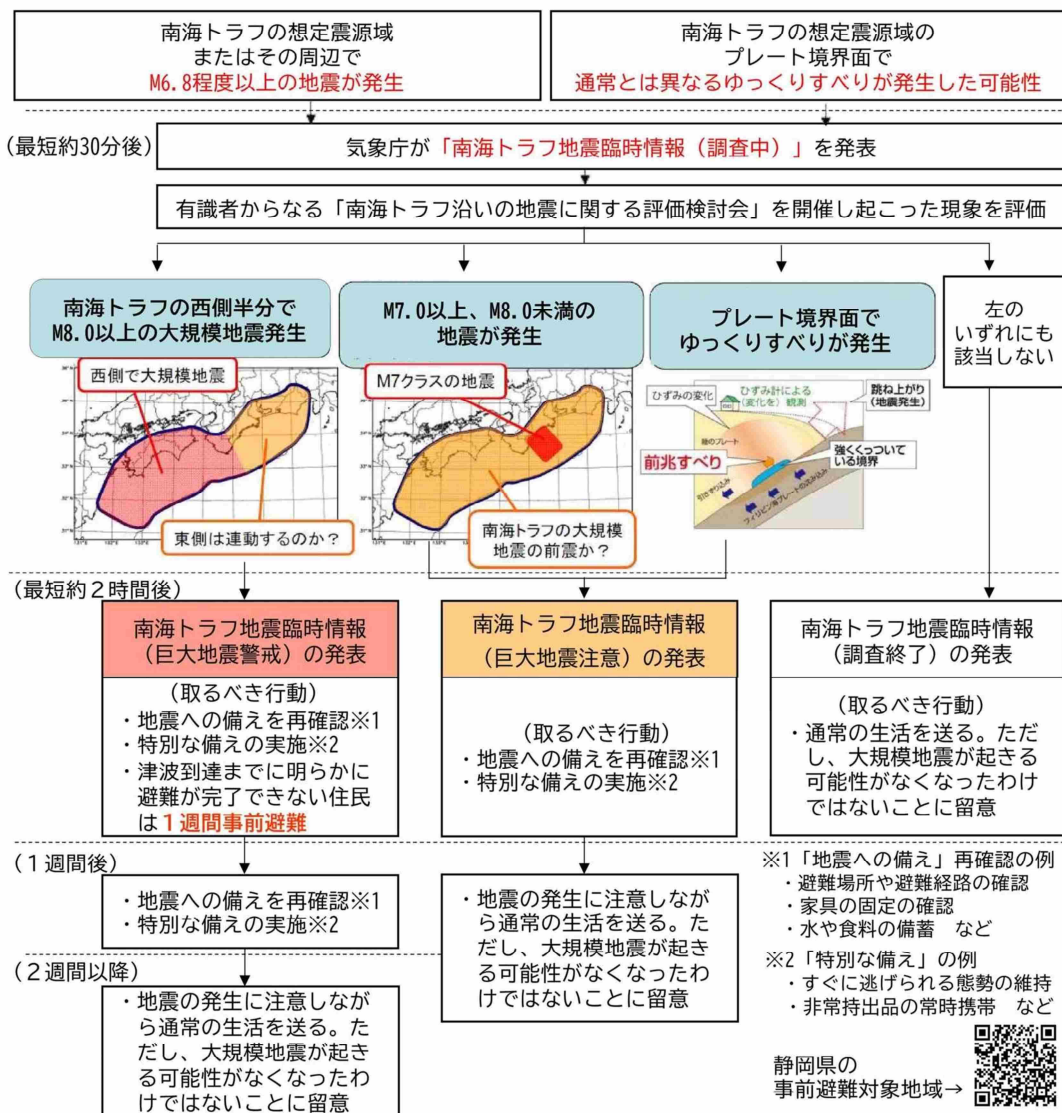 南海トラフの想定震源域
またはその周辺で
M6.8程度以上の地震が発生
南海トラフの想定震源域の
プレート境界面で
通常とは異なるゆっくりすべりが発生した可能性
(最短約30分後)
気象庁が「南海トラフ地震臨時情報(調査中)」を発表
有識者からなる「南海トラフ沿いの地震に関する評価検討会」を開催し起こった現象を評価
南海トラフの西側半分で
M8.0以上の大規模地震発生
西側で大規模地震
東側は連動するのか?
M7.0以上、M8.0未満の
地震が発生
M7クラスの地震
南海トラフの大規模
地震の前震か?
プレート境界面で
ゆっくりすべりが発生
ひずみの変化
ひずみ計による
(変化を)観測
跳ね上がり
(地震発生)
陸のプレート
前兆すべり
強くくっついて
いる境界
引きずり込み
フィリピン海プレートの沈み込み
左の
いずれにも
該当しない
(最短約2時間後)
南海トラフ地震臨時情報
(巨大地震警戒)の発表
(取るべき行動)
・地震への備えを再確認※1
・特別な備えの実施※2
・津波到達までに明らかに
避難が完了できない住民
は1週間事前避難
南海トラフ地震臨時情報
(巨大地震注意)の発表
(取るべき行動)
・地震への備えを再確認※1
・特別な備えの実施※2
南海トラフ地震臨時情報
(調査終了)の発表
(取るべき行動)
・通常の生活を送る。ただ
し、大規模地震が起きる
可能性がなくなったわけ
ではないことに留意
(1週間後)
・地震への備えを再確認※1
・特別な備えの実施※2
・地震の発生に注意しなが
ら通常の生活を送る。た
だし、大規模地震が起き
る可能性がなくなったわ
けではないことに留意
(2週間以降)
・地震の発生に注意しなが
ら通常の生活を送る。た
だし、大規模地震が起き
る可能性がなくなったわ
けではないことに留意
※1「地震への備え」再確認の例
・避難場所や避難経路の確認
・家具の固定の確認
・水や食料の備蓄 など
※2「特別な備え」の例
・すぐに逃げられる態勢の維持
・非常持出品の常時携帯 など
静岡県の
事前避難対象地域→